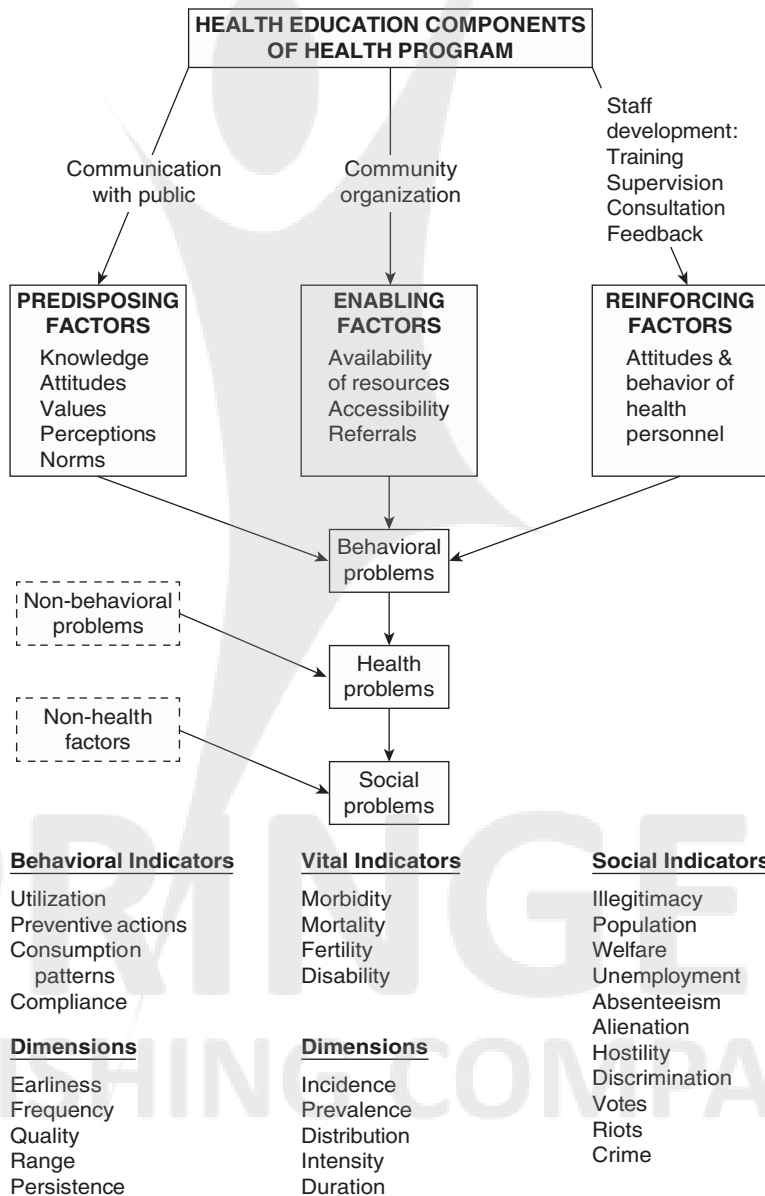 HEALTH EDUCATION COMPONENTS
OF HEALTH PROGRAM
Communication
with public
Community
organization
Staff
development:
Training
Supervision
Consultation
Feedback
PREDISPOSING
FACTORS
Knowledge
Attitudes
Values
Perceptions
Norms
ENABLING
FACTORS
Availability
of resources
Accessibility
Referrals
REINFORCING
FACTORS
Attitudes &
behavior of
health
personnel
Behavioral
problems
Non-behavioral
problems
Health
problems
Non-health
factors
Social
problems
Behavioral Indicators
Utilization
Preventive actions
Consumption
patterns
Compliance
Dimensions
Earliness
Frequency
Quality
Range
Persistence
Vital Indicators
Morbidity
Mortality
Fertility
Disability
Dimensions
Incidence
Prevalence
Distribution
Intensity
Duration
Social Indicators
Illegitimacy
Population
Welfare
Unemployment
Absenteeism
Alienation
Hostility
Discrimination
Votes
Riots
Crime